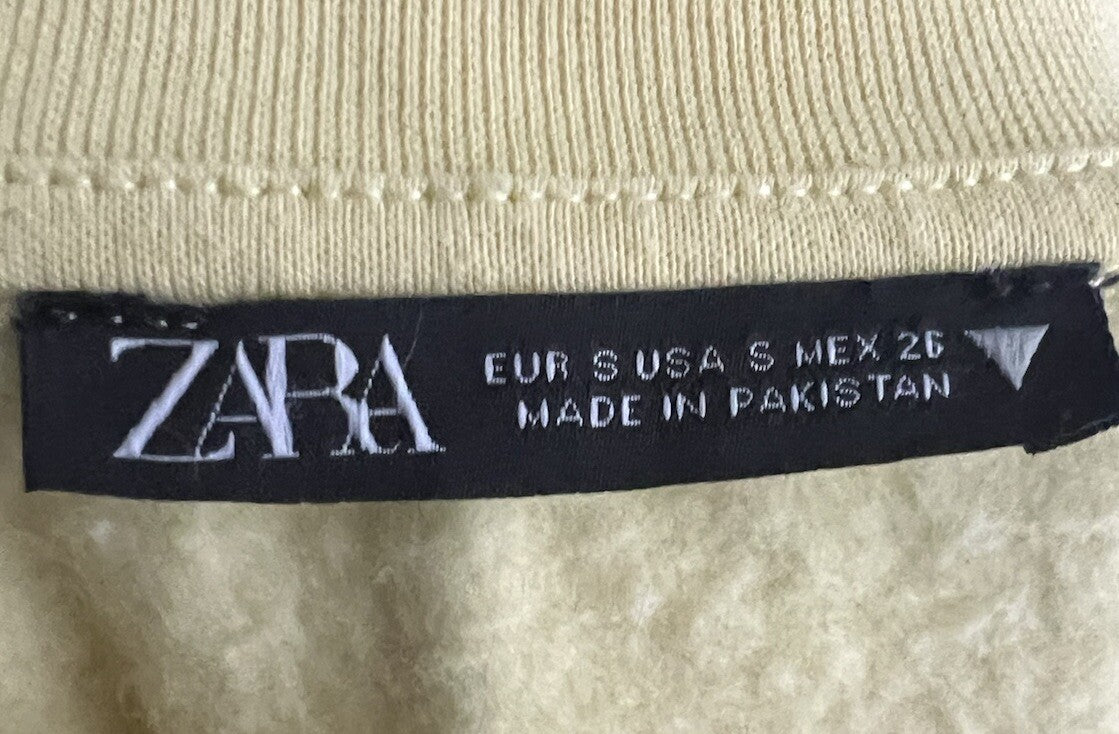 ZARA
EUR S USA S MEX 26
MADE IN PAKISTAN